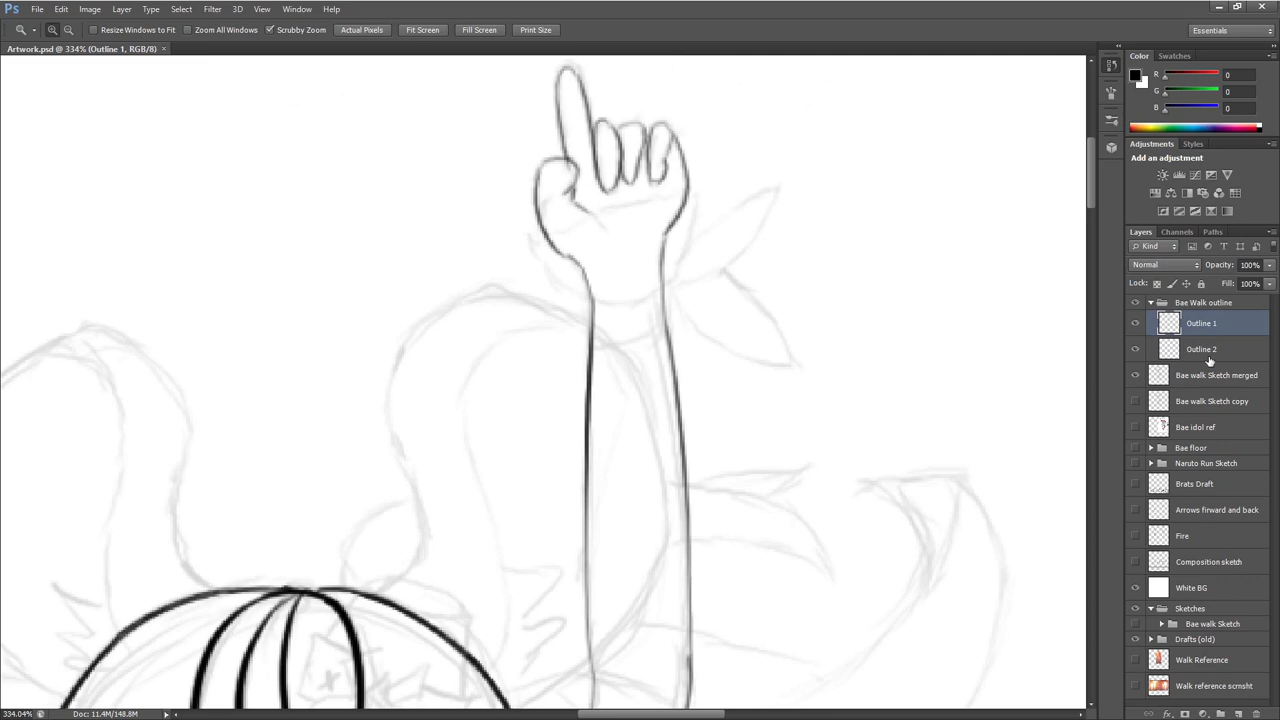 Ps File Edit Image Layer Type Select Filter 3D View Window Help
Resize Windows to Fit Zoom All Windows Scrubby Zoom Actual Pixels Fit Screen Fill Screen Print Size Essentials
Artwork.psd @ 334% (Outline 1, RGB/8) ×
Color Swatches
R 0
G 0
B 0
Adjustments Styles
Add an adjustment
Layers Channels Paths
Kind
Normal Opacity: 100%
Lock: Fill: 100%
Bae Walk outline
Outline 1
Outline 2
Bae walk Sketch merged
Bae walk Sketch copy
Bae idol ref
Bae floor
Naruto Run Sketch
Brats Draft
Arrows firward and back
Fire
Composition sketch
White BG
Sketches
Bae walk Sketch
Drafts (old)
Walk Reference
Walk reference scrnsht
334.04% Doc: 11.4M/148.8M